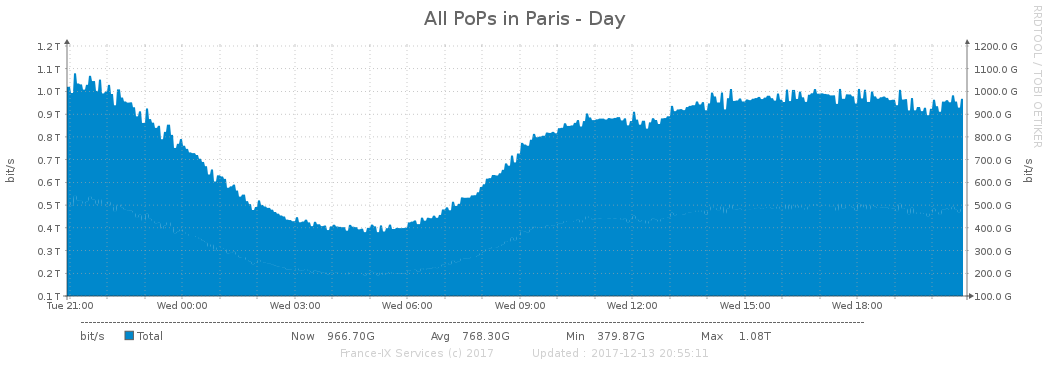 All PoPs in Paris - Day
RRDTOOL / TOBI OETIKER
bit/s
1.2 T
1.1 T
1.0 T
0.9 T
0.8 T
0.7 T
0.6 T
0.5 T
0.4 T
0.3 T
0.2 T
0.1 T
1200.0 G
1100.0 G
1000.0 G
900.0 G
800.0 G
700.0 G
600.0 G
500.0 G
400.0 G
300.0 G
200.0 G
100.0 G
bit/s
Tue 21:00 Wed 00:00 Wed 03:00 Wed 06:00 Wed 09:00 Wed 12:00 Wed 15:00 Wed 18:00
bit/s Total Now 966.70G Avg 768.30G Min 379.87G Max 1.08T
France-IX Services (c) 2017 Updated : 2017-12-13 20:55:11